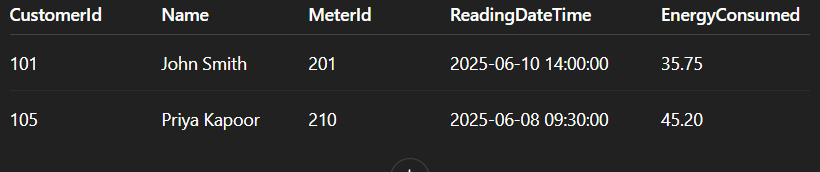 CustomerId Name MeterId ReadingDateTime EnergyConsumed
101 John Smith 201 2025-06-10 14:00:00 35.75
105 Priya Kapoor 210 2025-06-08 09:30:00 45.20